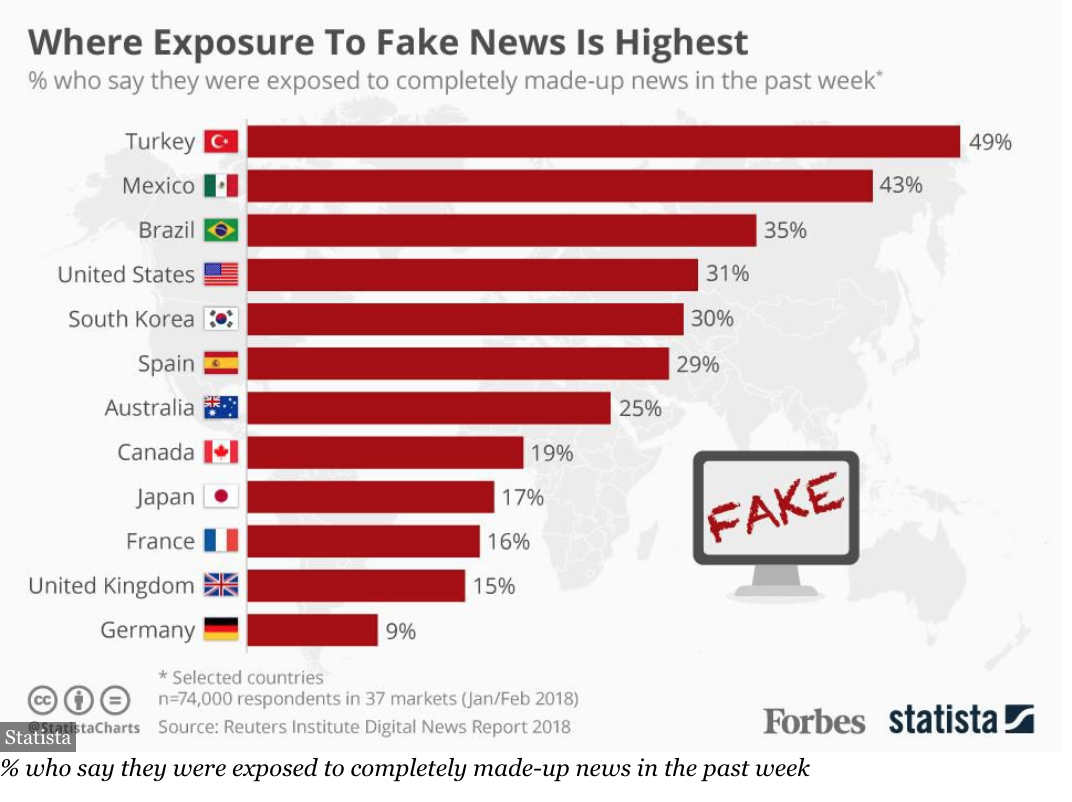 Where Exposure To Fake News Is Highest
% who say they were exposed to completely made-up news in the past week*
Turkey 49%
Mexico 43%
Brazil 35%
United States 31%
South Korea 30%
Spain 29%
Australia 25%
Canada 19%
Japan 17%
France 16%
United Kingdom 15%
Germany 9%
FAKE
* Selected countries
n=74,000 respondents in 37 markets (Jan/Feb 2018)
@StatistaCharts Source: Reuters Institute Digital News Report 2018
cc
Forbes statista
Statista
% who say they were exposed to completely made-up news in the past week